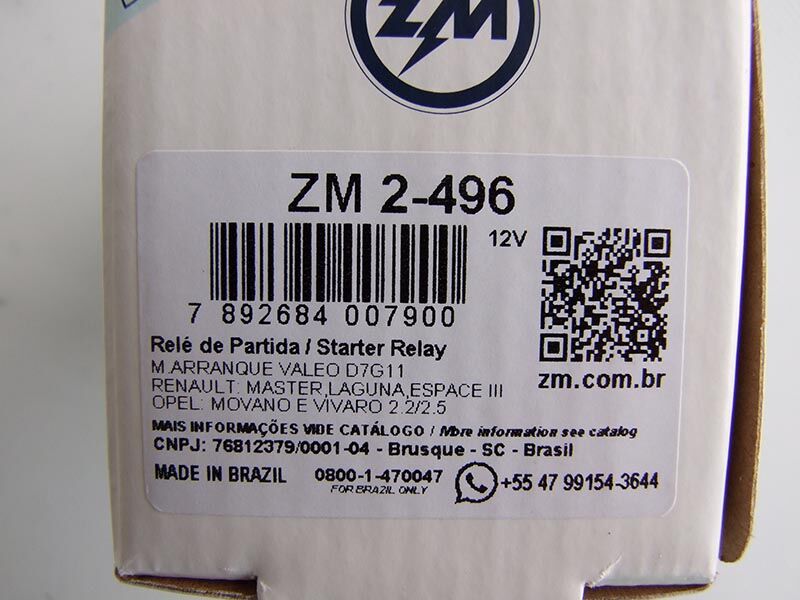 ZM
ZM 2-496
12V
7 892684 007900
zm.com.br
Relé de Partida / Starter Relay
M.ARRANQUE VALEO D7G11
RENAULT: MASTER,LAGUNA,ESPACE III
OPEL: MOVANO E VIVARO 2.2/2.5
MAIS INFORMAÇÕES VIDE CATÁLOGO / More information see catalog
CNPJ: 76812379/0001-04 - Brusque - SC - Brasil
MADE IN BRAZIL 0800-1-470047 +55 47 99154-3644
FOR BRAZIL ONLY